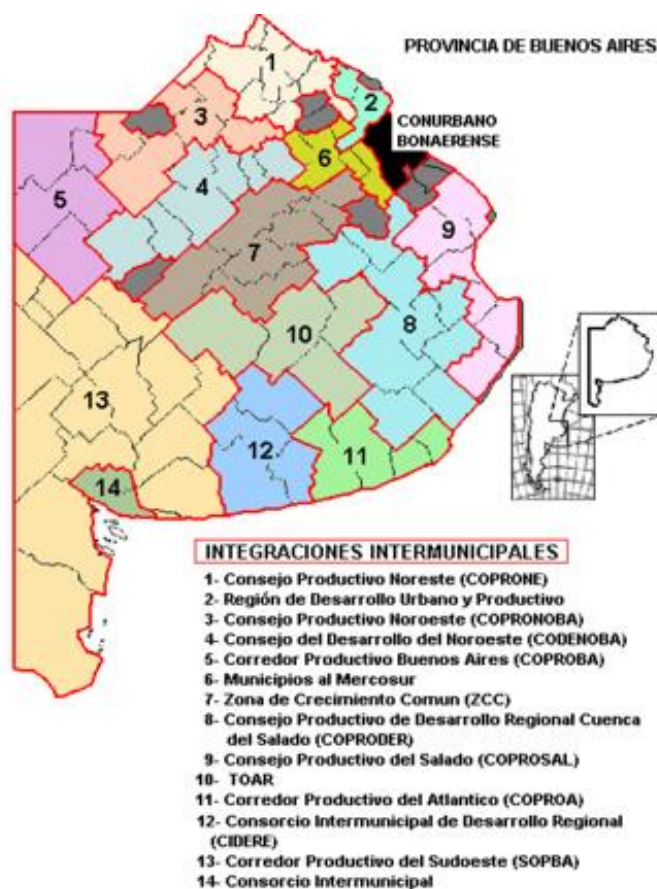 PROVINCIA DE BUENOS AIRES
1
2
CONURBANO
BONAERENSE
3
6
4
5
9
7
8
10
13
12
11
14
INTEGRACIONES INTERMUNICIPALES
1- Consejo Productivo Noreste (COPRONE)
2- Región de Desarrollo Urbano y Productivo
3- Consejo Productivo Noroeste (COPRONOBA)
4- Consejo del Desarrollo del Noroeste (CODENOBA)
5- Corredor Productivo Buenos Aires (COPROBA)
6- Municipios al Mercosur
7- Zona de Crecimiento Comun (ZCC)
8- Consejo Productivo de Desarrollo Regional Cuenca
del Salado (COPRODER)
9- Consejo Productivo del Salado (COPROSAL)
10- TOAR
11- Corredor Productivo del Atlantico (COPROA)
12- Consorcio Intermunicipal de Desarrollo Regional
(CIDERE)
13- Corredor Productivo del Sudoeste (SOPBA)
14- Consorcio Intermunicipal